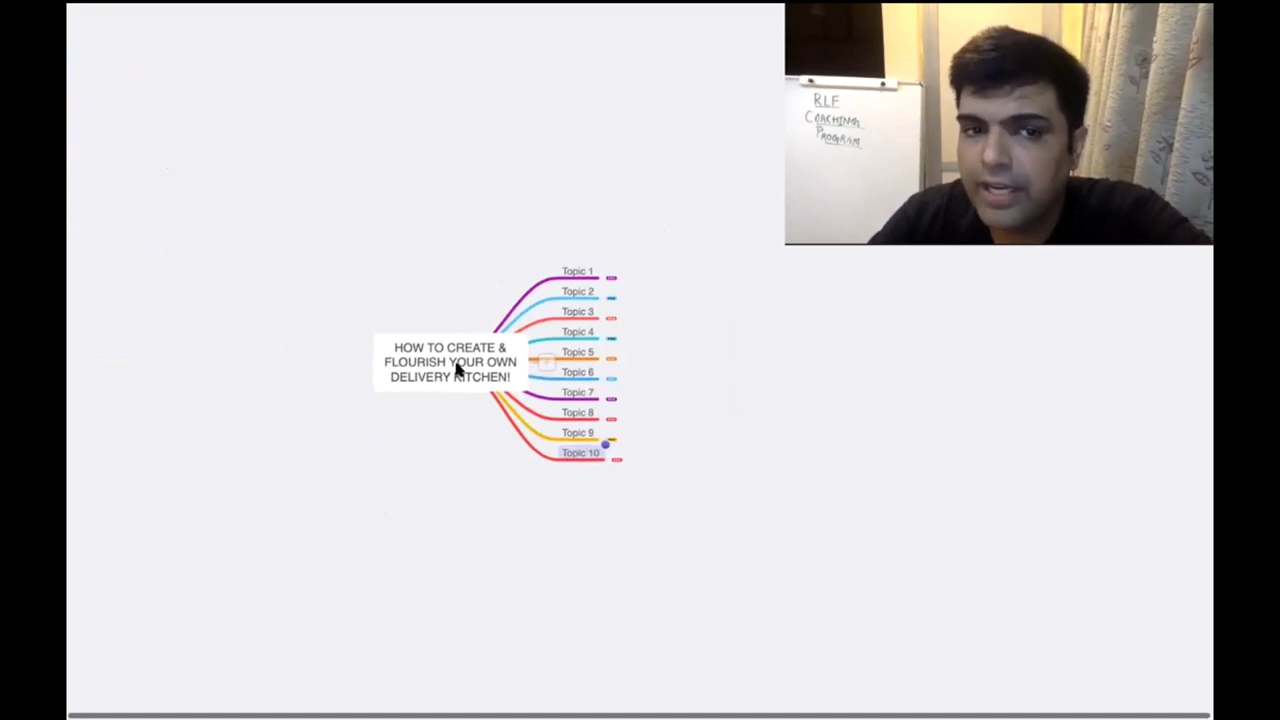 RLF
COACHING
PROGRAM
HOW TO CREATE &
FLOURISH YOUR OWN
DELIVERY KITCHEN!
Topic 1
Topic 2
Topic 3
Topic 4
Topic 5
Topic 6
Topic 7
Topic 8
Topic 9
Topic 10